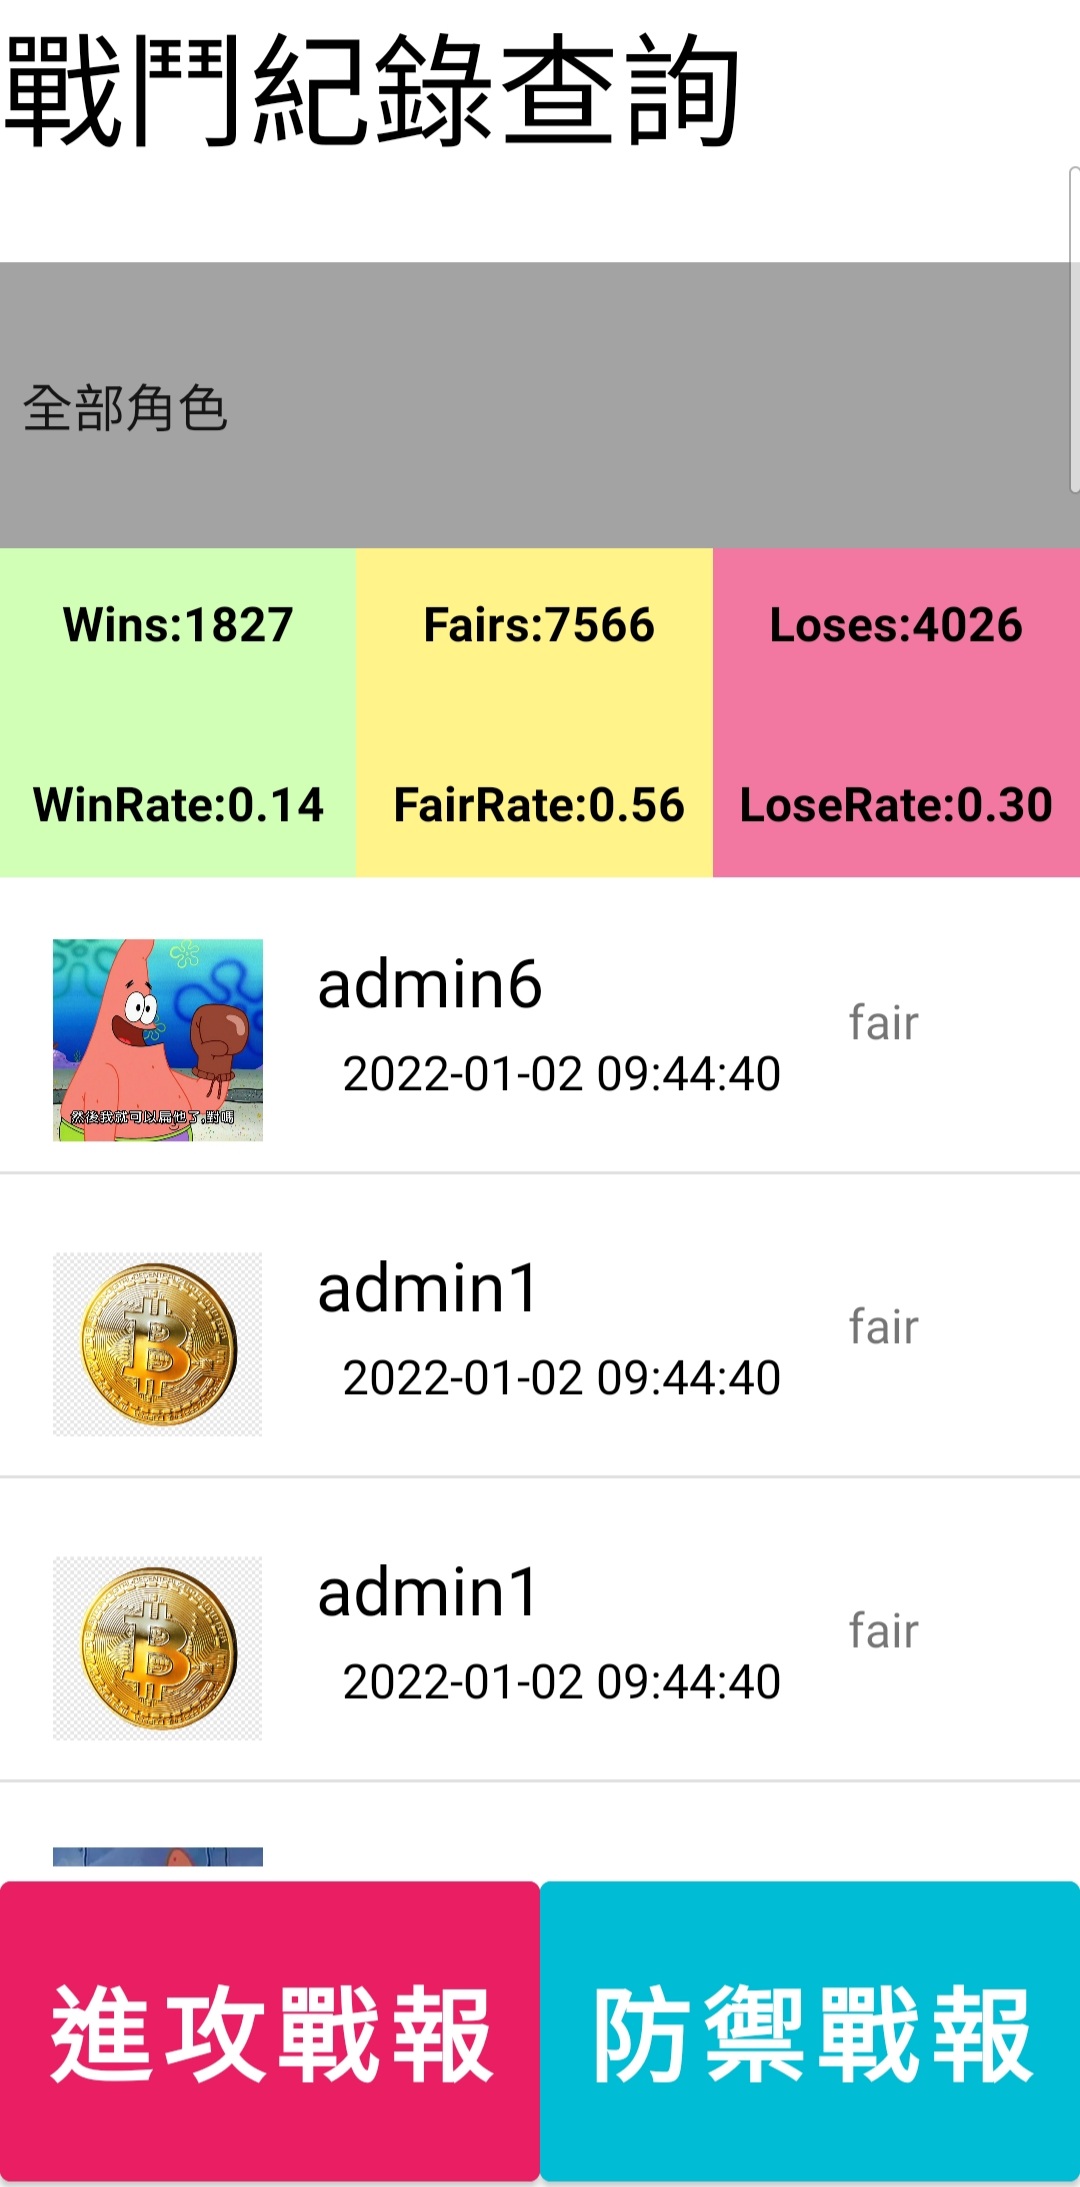 戰鬥紀錄查詢
全部角色
Wins:1827
Fairs:7566
Loses:4026
WinRate:0.14
FairRate:0.56
LoseRate:0.30
admin6
fair
2022-01-02 09:44:40
然後我就可以扁他了,對嗎
admin1
fair
2022-01-02 09:44:40
admin1
fair
2022-01-02 09:44:40
進攻戰報
防禦戰報